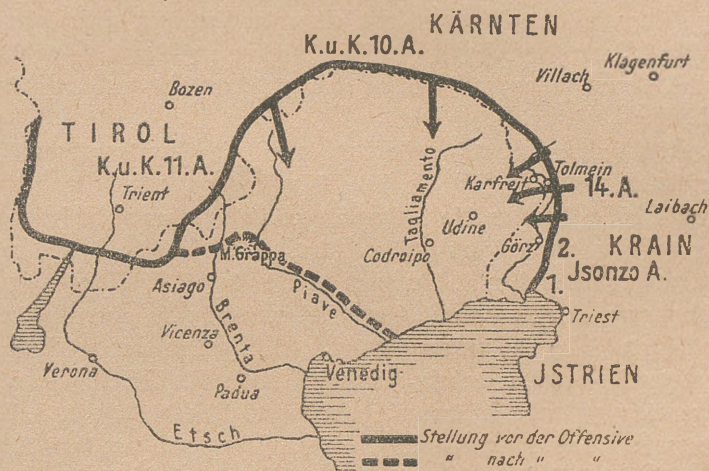 KÄRNTEN
K.u.K.10.A.
Klagenfurt
Villach
Bozen
TIROL
K.u.K.11.A.
Trient
Tagliamento
Karfreit
Tolmein
14.A.
Laibach
Udine
Görz
Codroipo
M.Grappa
2.
KRAIN
1.
Jsonzo A.
Asiago
Piave
Brenta
Triest
Vicenza
Verona
Venedig
Padua
JSTRIEN
Etsch
Stellung vor der Offensive
" nach " "